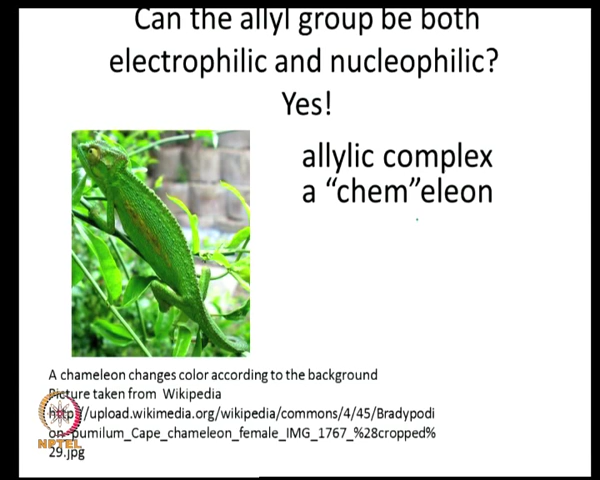 Can the allyl group be both
electrophilic and nucleophilic?
Yes!
allylic complex
a “chem”eleon
A chameleon changes color according to the background
Picture taken from Wikipedia
http://upload.wikimedia.org/wikipedia/commons/4/45/Bradypodi
on_pumilum_Cape_chameleon_female_IMG_1767_%28cropped%
29.jpg
NPTEL